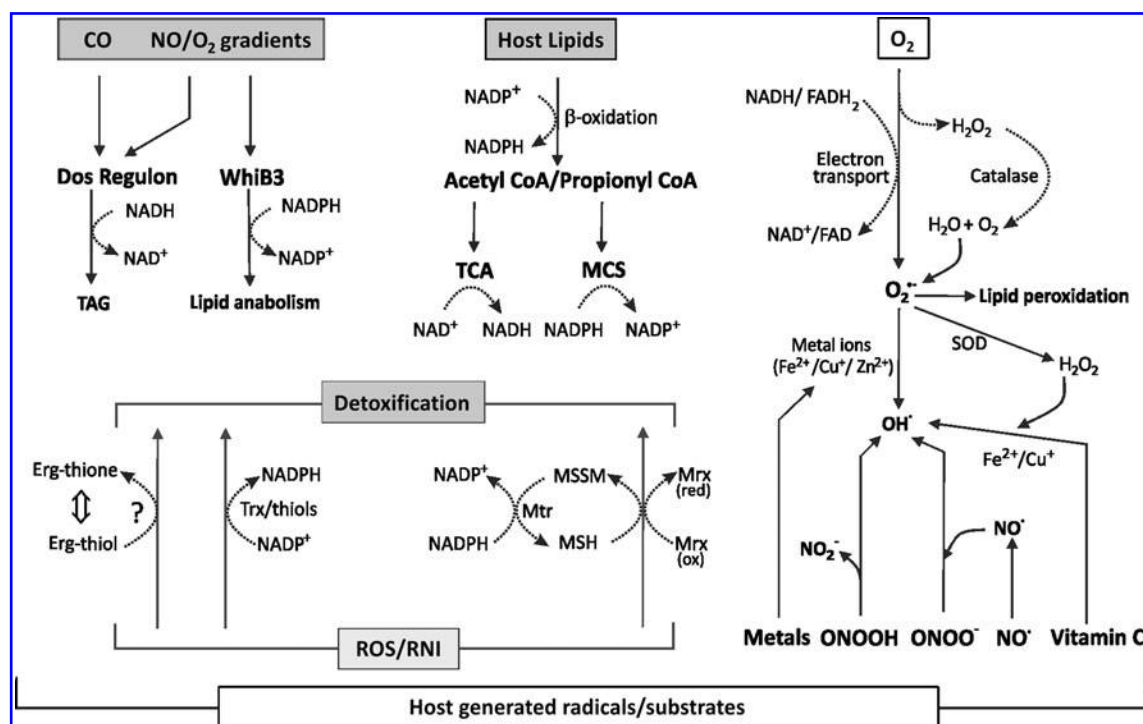 CO NO/O₂ gradients
Dos Regulon
WhiB3
NADH
NAD⁺
NADPH
NADP⁺
TAG
Lipid anabolism
Host Lipids
NADP⁺
NADPH
β-oxidation
Acetyl CoA/Propionyl CoA
TCA
MCS
NAD⁺
NADH
NADPH
NADP⁺
O₂
NADH/ FADH₂
H₂O₂
Electron
transport
Catalase
NAD⁺/FAD
H₂O + O₂
O₂•-
Lipid peroxidation
Metal ions
(Fe²⁺/Cu⁺/ Zn²⁺)
SOD
H₂O₂
OH•
Fe²⁺/Cu⁺
NO₂⁻
NO•
Metals ONOOH ONOO⁻ NO• Vitamin C
Detoxification
Erg-thione
?
Erg-thiol
NADPH
Trx/thiols
NADP⁺
NADP⁺
MSSM
Mtr
NADPH
MSH
Mrx
(red)
Mrx
(ox)
ROS/RNI
Host generated radicals/substrates